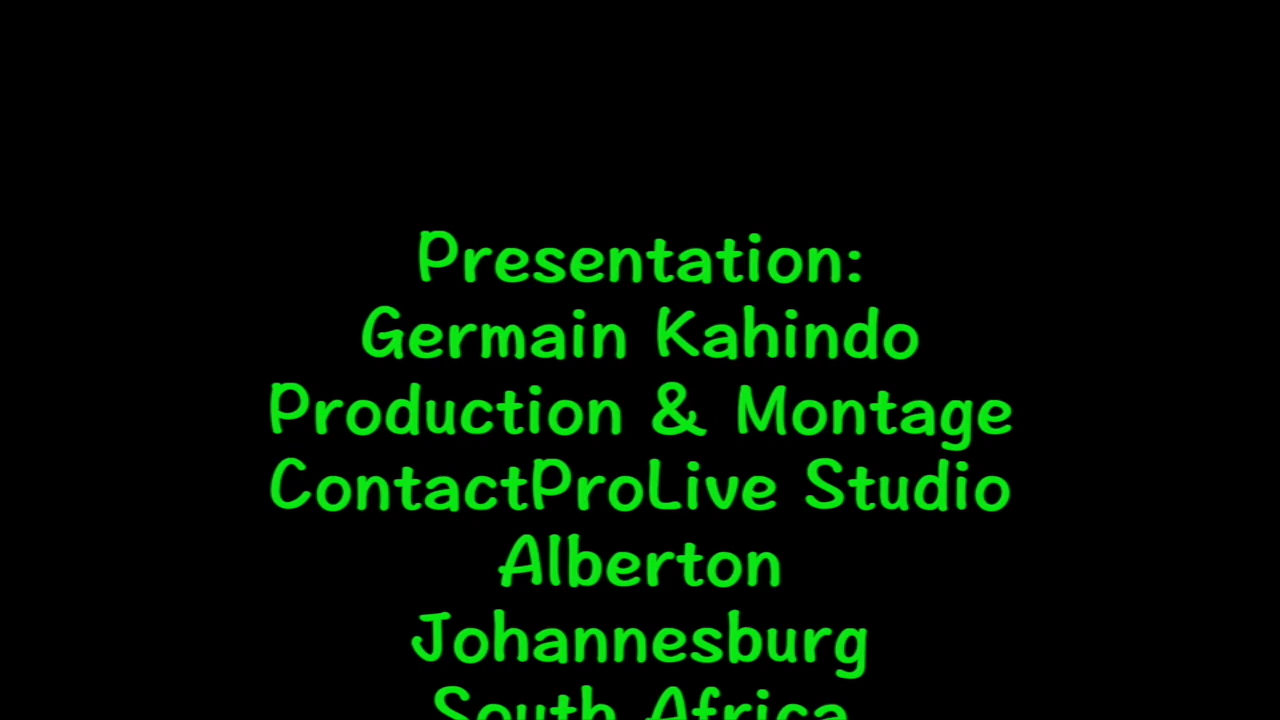 Presentation:
Germain Kahindo
Production & Montage
ContactProLive Studio
Alberton
Johannesburg
South Africa